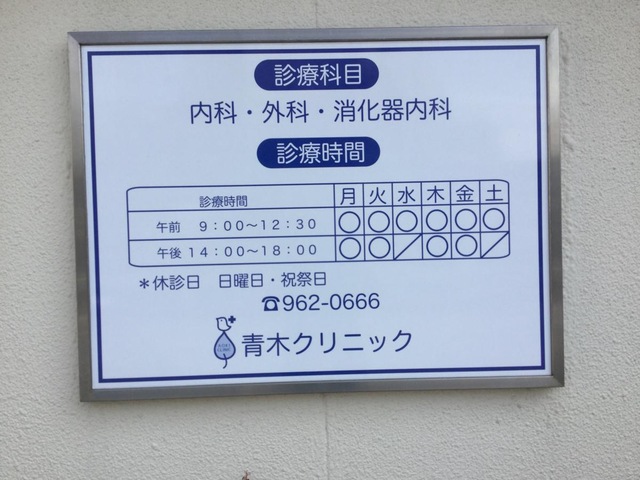 診療科目
内科・外科・消化器内科
診療時間
診療時間 月 火 水 木 金 土
午前 9:00〜12:30 ○ ○ ○ ○ ○ ○
午後 14:00〜18:00 ○ ○ ／ ○ ○ ／
＊休診日 日曜日・祝祭日
☎962-0666
青木クリニック